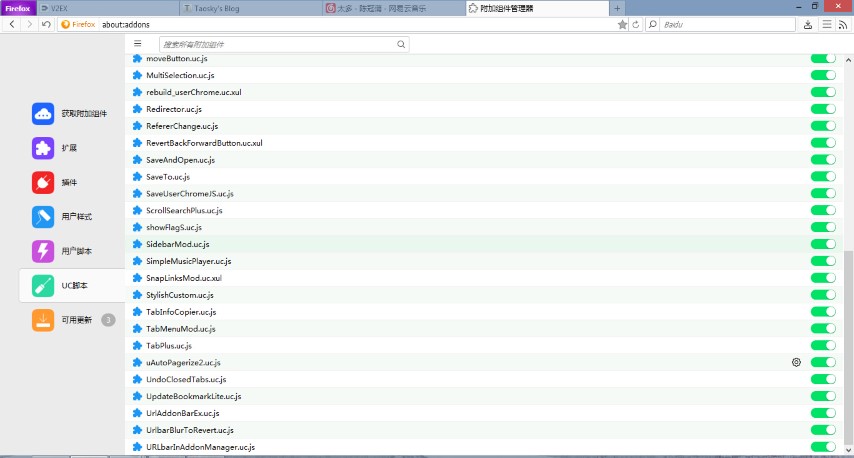 Firefox
V2EX
Taosky's Blog
太多 - 陈冠蒨 - 网易云音乐
附加组件管理器
Firefox
about:addons
Baidu
搜索所有附加组件
获取附加组件
扩展
插件
用户样式
用户脚本
UC脚本
可用更新 3
moveButton.uc.js
MultiSelection.uc.js
rebuild_userChrome.uc.xul
Redirector.uc.js
RefererChange.uc.js
RevertBackForwardButton.uc.xul
SaveAndOpen.uc.js
SaveTo.uc.js
SaveUserChromeJS.uc.js
ScrollSearchPlus.uc.js
showFlagS.uc.js
SidebarMod.uc.js
SimpleMusicPlayer.uc.js
SnapLinksMod.uc.xul
StylishCustom.uc.js
TabInfoCopier.uc.js
TabMenuMod.uc.js
TabPlus.uc.js
uAutoPagerize2.uc.js
UndoClosedTabs.uc.js
UpdateBookmarkLite.uc.js
UrlAddonBarEx.uc.js
UrlbarBlurToRevert.uc.js
URLbarInAddonManager.uc.js